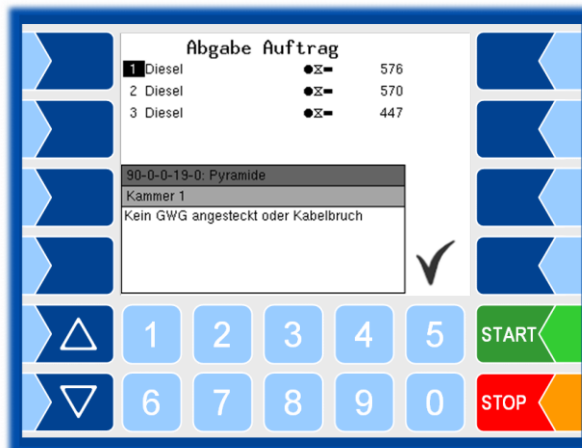 Abgabe Auftrag
1 Diesel 576
2 Diesel 570
3 Diesel 447
90-0-0-19-0: Pyramide
Kammer 1
Kein GWG angesteckt oder Kabelbruch
1 2 3 4 5 START
6 7 8 9 0 STOP